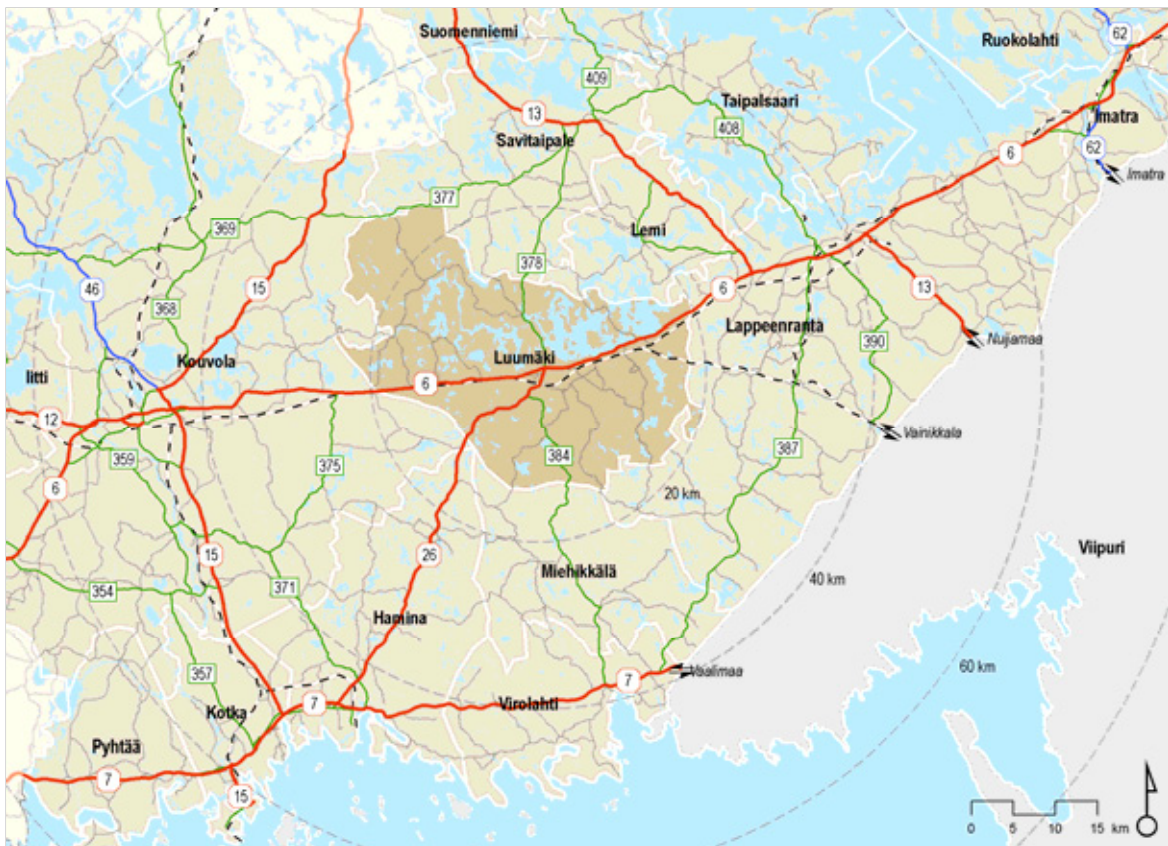 Suomenniemi
62
Ruokolahti
409
Taipalsaari
13
Savitaipale
408
Imatra
6
62
Imatra
377
369
Lemi
378
46
15
6
13
368
Lappeenranta
Nuijamaa
Kouvola
Luumäki
390
Iitti
6
12
Vainikkala
359
375
384
387
6
20 km
15
26
Viipuri
Miehikkälä
40 km
354
371
Hamina
60 km
357
Vaalimaa
7
7
Virolahti
Kotka
Pyhtää
7
15
0 5 10 15 km